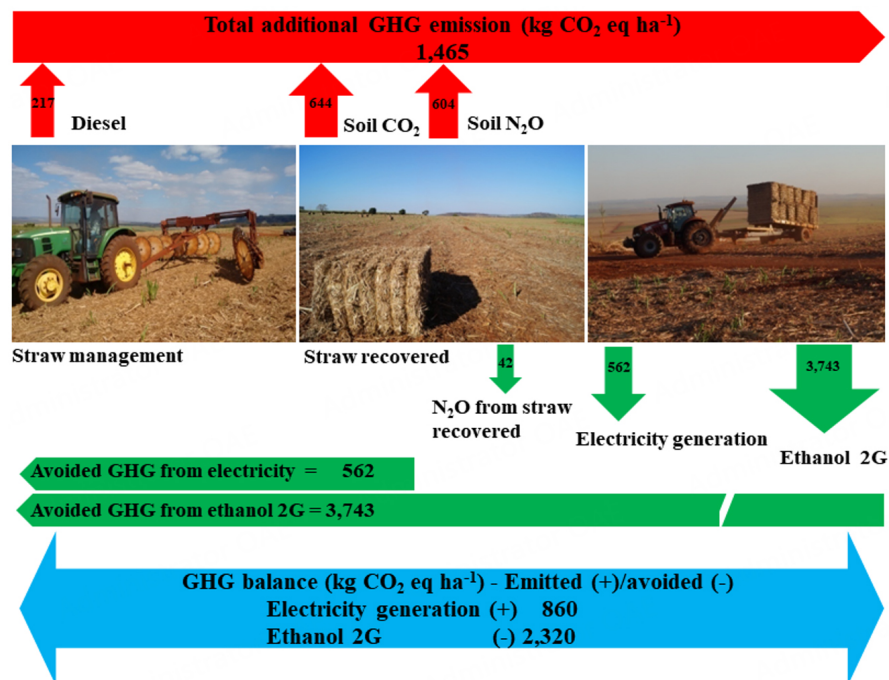 Total additional GHG emission (kg CO₂ eq ha⁻¹)
1,465
217
644
604
Diesel
Soil CO₂
Soil N₂O
Straw management
Straw recovered
42
562
3,743
N₂O from straw
recovered
Electricity generation
Ethanol 2G
Avoided GHG from electricity = 562
Avoided GHG from ethanol 2G = 3,743
GHG balance (kg CO₂ eq ha⁻¹) - Emitted (+)/avoided (-)
Electricity generation (+) 860
Ethanol 2G (-) 2,320